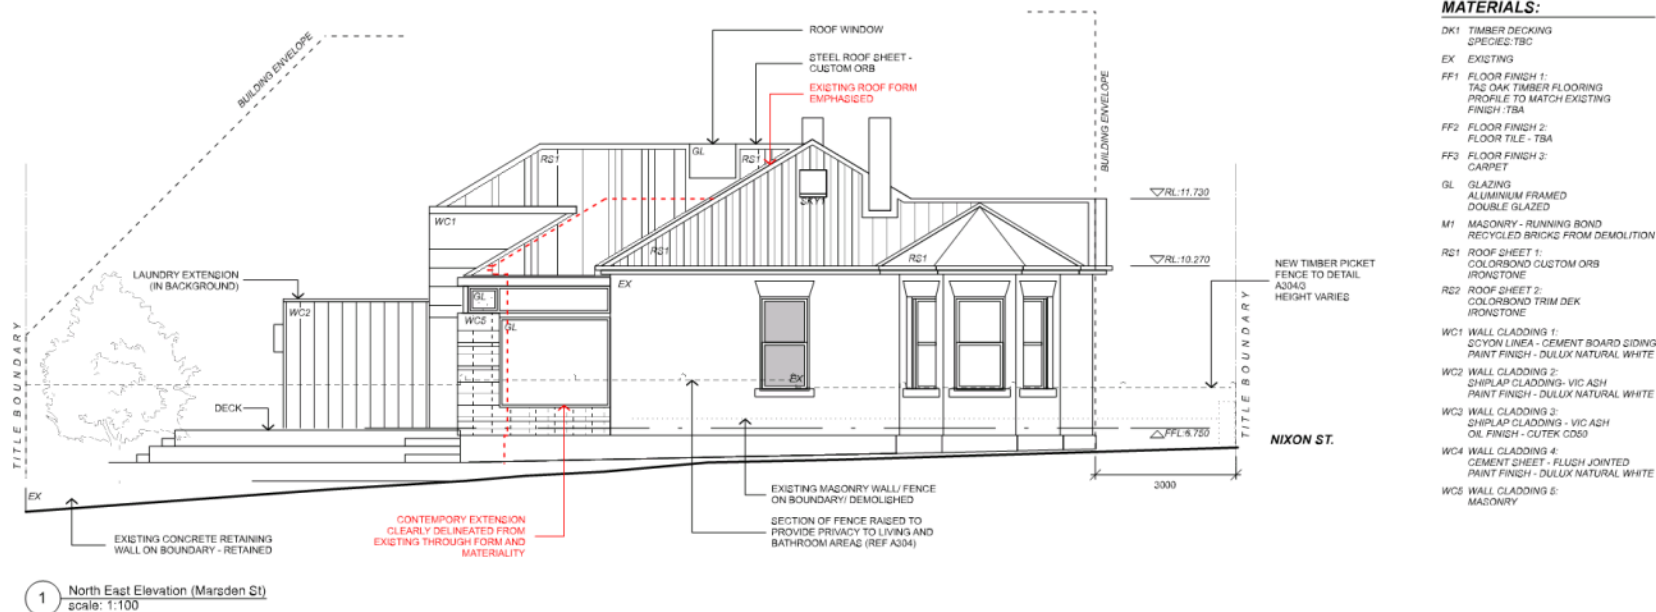 ROOF WINDOW
STEEL ROOF SHEET -
CUSTOM ORB
EXISTING ROOF FORM
EMPHASISED
BUILDING ENVELOPE
BUILDING ENVELOPE
GL
RS1
RS1
SKY1
WC1
RS1
RS1
RL:11.730
RL:10.270
LAUNDRY EXTENSION
(IN BACKGROUND)
WC2
EX
GL
WC5
GL
EX
NEW TIMBER PICKET
FENCE TO DETAIL
A304/3
HEIGHT VARIES
TITLE BOUNDARY
TITLE BOUNDARY
DECK
FFL:6.750
NIXON ST.
3000
EX
EXISTING CONCRETE RETAINING
WALL ON BOUNDARY - RETAINED
CONTEMPORY EXTENSION
CLEARLY DELINEATED FROM
EXISTING THROUGH FORM AND
MATERIALITY
EXISTING MASONRY WALL/ FENCE
ON BOUNDARY/ DEMOLISHED
SECTION OF FENCE RAISED TO
PROVIDE PRIVACY TO LIVING AND
BATHROOM AREAS (REF A304)
1
North East Elevation (Marsden St)
scale: 1:100
MATERIALS:
DK1 TIMBER DECKING
SPECIES:TBC
EX EXISTING
FF1 FLOOR FINISH 1:
TAS OAK TIMBER FLOORING
PROFILE TO MATCH EXISTING
FINISH :TBA
FF2 FLOOR FINISH 2:
FLOOR TILE - TBA
FF3 FLOOR FINISH 3:
CARPET
GL GLAZING
ALUMINIUM FRAMED
DOUBLE GLAZED
M1 MASONRY - RUNNING BOND
RECYCLED BRICKS FROM DEMOLITION
RS1 ROOF SHEET 1:
COLORBOND CUSTOM ORB
IRONSTONE
RS2 ROOF SHEET 2:
COLORBOND TRIM DEK
IRONSTONE
WC1 WALL CLADDING 1:
SCYON LINEA - CEMENT BOARD SIDING
PAINT FINISH - DULUX NATURAL WHITE
WC2 WALL CLADDING 2:
SHIPLAP CLADDING- VIC ASH
PAINT FINISH - DULUX NATURAL WHITE
WC3 WALL CLADDING 3:
SHIPLAP CLADDING - VIC ASH
OIL FINISH - CUTEK CD50
WC4 WALL CLADDING 4:
CEMENT SHEET - FLUSH JOINTED
PAINT FINISH - DULUX NATURAL WHITE
WC5 WALL CLADDING 5:
MASONRY